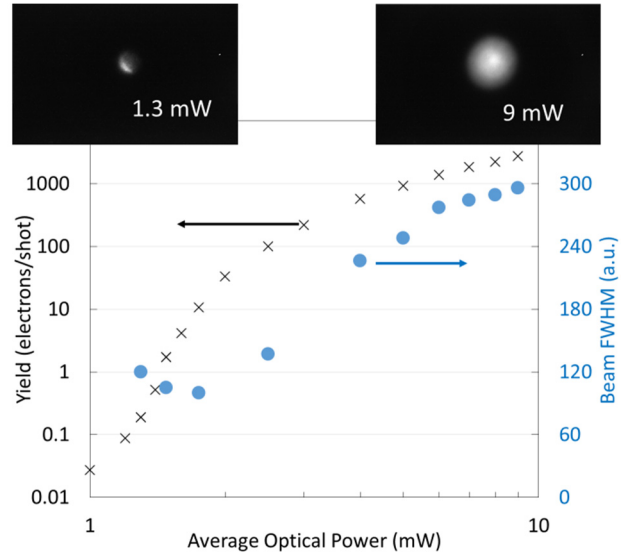 1.3 mW
9 mW
1000
100
10
1
0.1
0.01
Yield (electrons/shot)
300
240
180
120
60
0
Beam FWHM (a.u.)
1
10
Average Optical Power (mW)